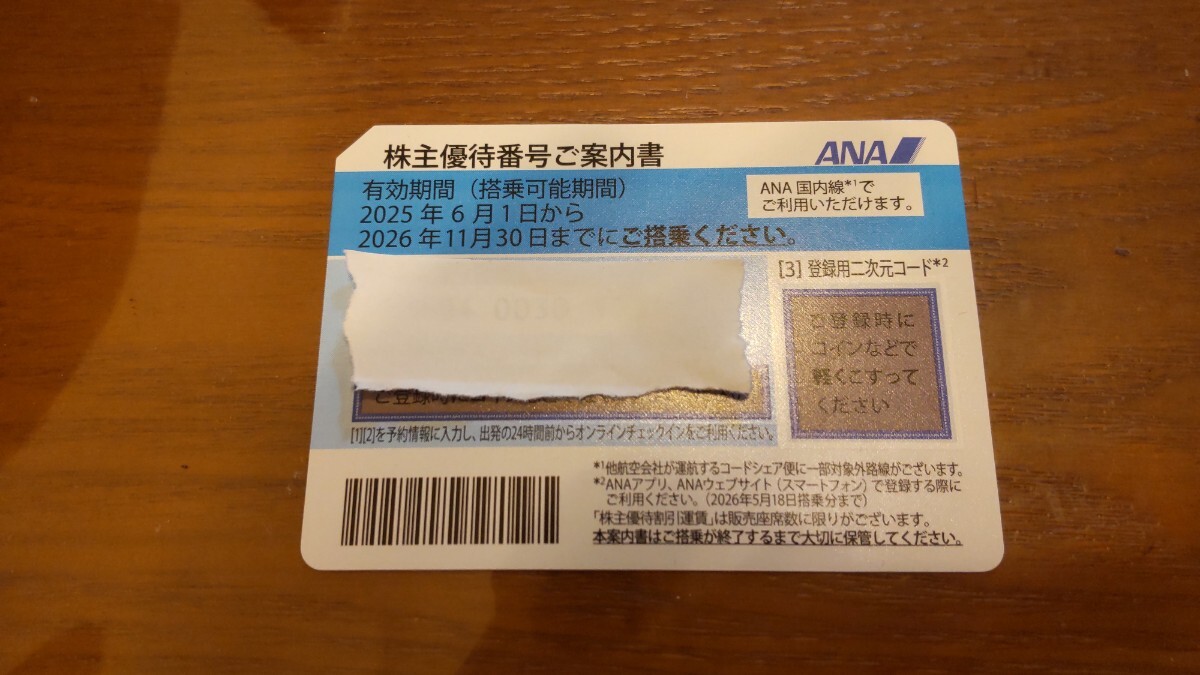 株主優待番号ご案内書
ANA
有効期間（搭乗可能期間）
2025年6月1日から
2026年11月30日までにご搭乗ください。
ANA国内線*1で
ご利用いただけます。
[3] 登録用二次元コード*2
ご登録時に
コインなどで
軽くこすって
ください
[1][2]を予約情報に入力し、出発の24時間前からオンラインチェックインをご利用ください。
*1他航空会社が運航するコードシェア便に一部対象外路線がございます。
*2ANAアプリ、ANAウェブサイト（スマートフォン）で登録する際に
ご利用ください。（2026年5月18日搭乗分まで）
「株主優待割引運賃」は販売座席数に限りがございます。
本案内書はご搭乗が終了するまで大切に保管してください。